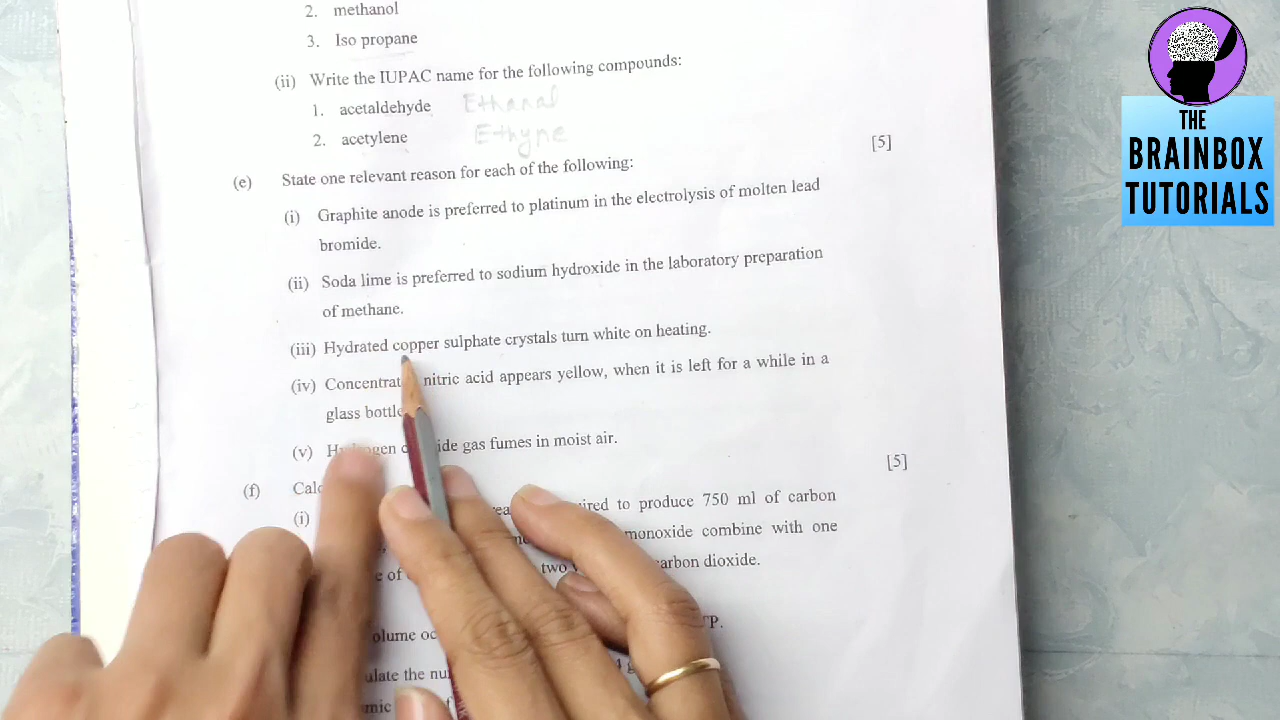 2. methanol
3. Iso propane
(ii) Write the IUPAC name for the following compounds:
1. acetaldehyde Ethanal
2. acetylene Ethyne
[5]
(e) State one relevant reason for each of the following:
(i) Graphite anode is preferred to platinum in the electrolysis of molten lead
bromide.
(ii) Soda lime is preferred to sodium hydroxide in the laboratory preparation
of methane.
(iii) Hydrated copper sulphate crystals turn white on heating.
(iv) nitric acid appears yellow, when it is left for a while in a
glass
(v) gas fumes in moist air.
[5]
(f)
(i) to produce 750 ml of carbon
monoxide combine with one
of two dioxide.
the
THE
BRAINBOX
TUTORIALS